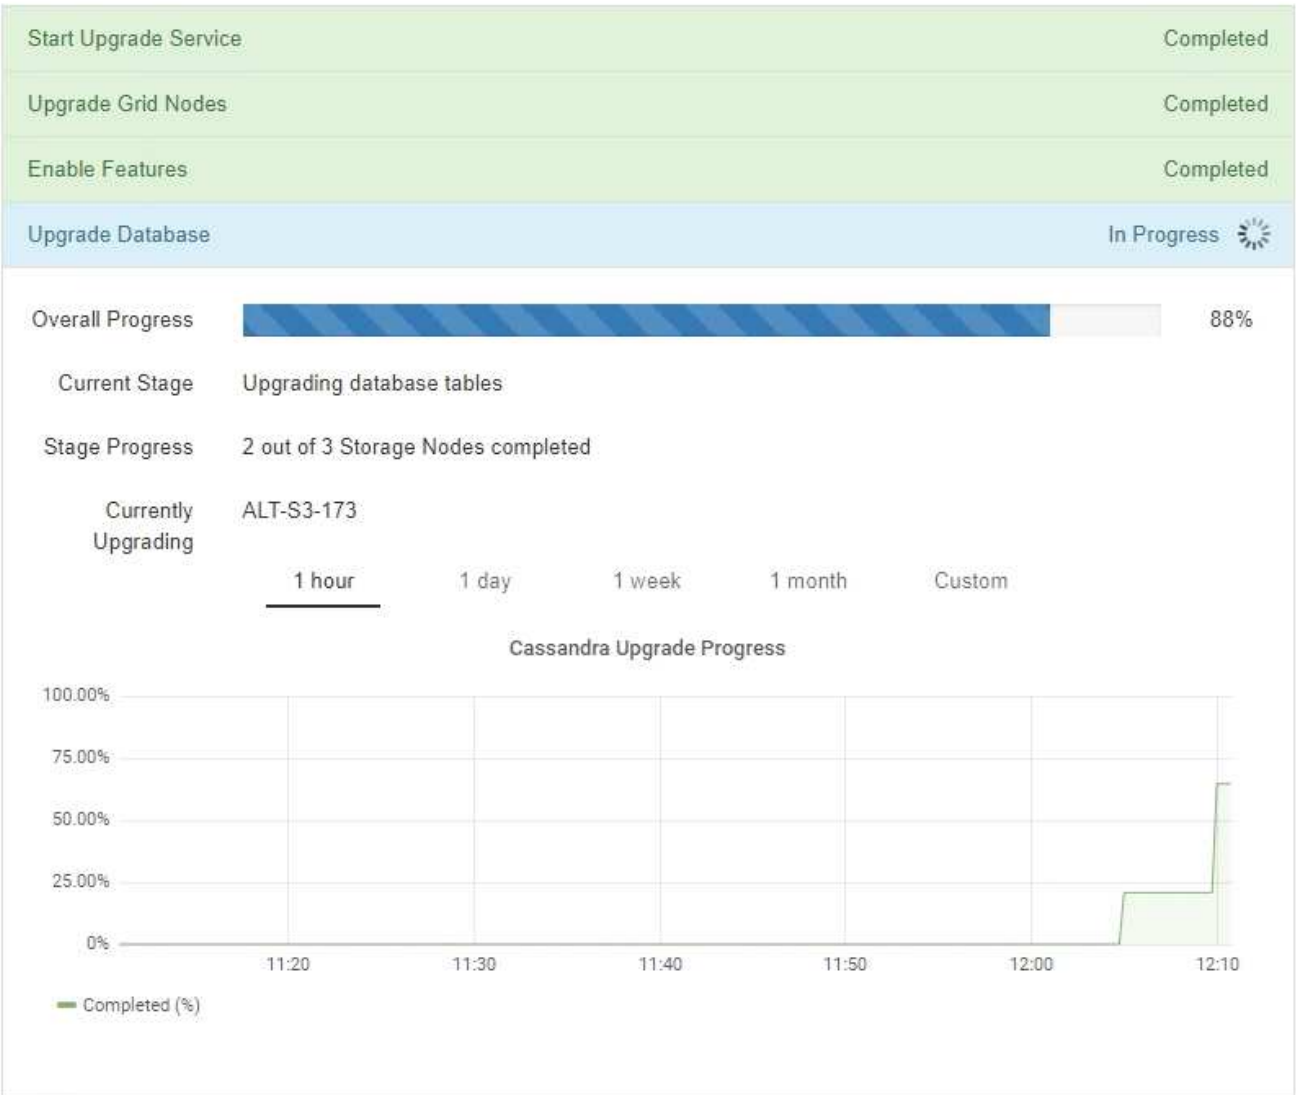 Start Upgrade Service Completed
Upgrade Grid Nodes Completed
Enable Features Completed
Upgrade Database In Progress
Overall Progress 88%
Current Stage Upgrading database tables
Stage Progress 2 out of 3 Storage Nodes completed
Currently ALT-S3-173
Upgrading
1 hour 1 day 1 week 1 month Custom
Cassandra Upgrade Progress
100.00%
75.00%
50.00%
25.00%
0%
11:20 11:30 11:40 11:50 12:00 12:10
Completed (%)